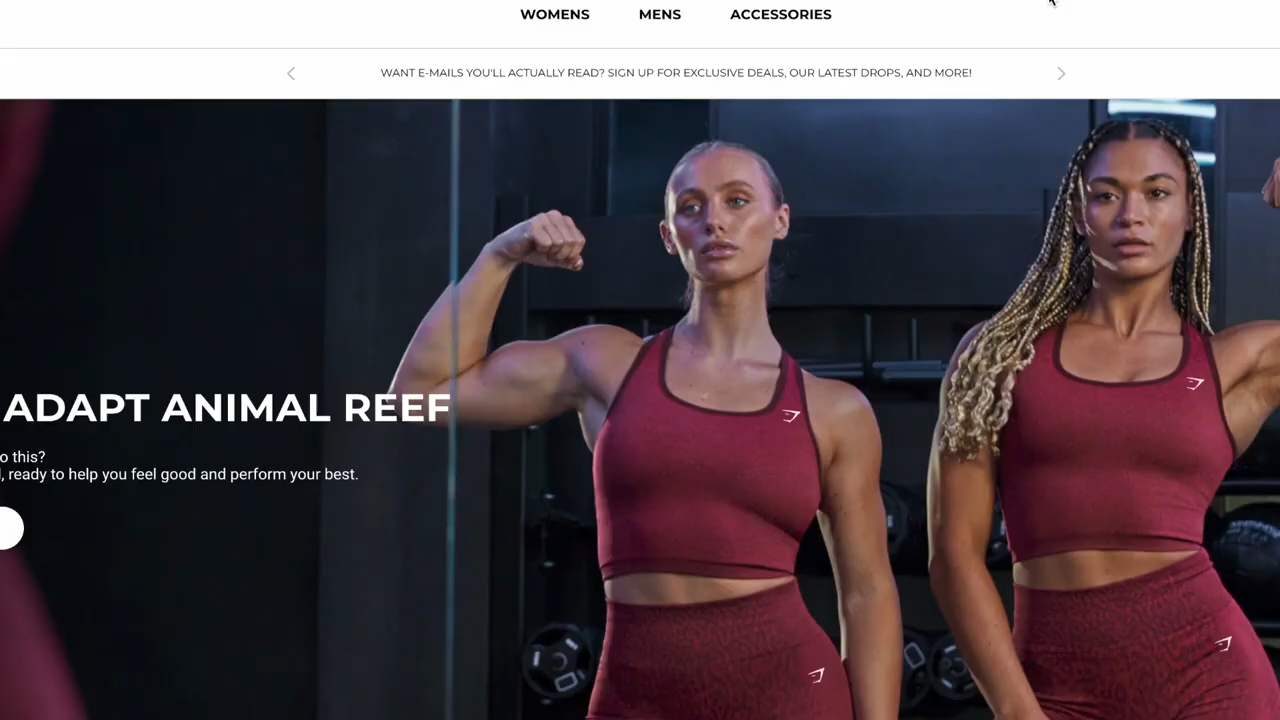 WOMENS MENS ACCESSORIES
WANT E-MAILS YOU'LL ACTUALLY READ? SIGN UP FOR EXCLUSIVE DEALS, OUR LATEST DROPS, AND MORE!
ADAPT ANIMAL REEF
o this?
, ready to help you feel good and perform your best.